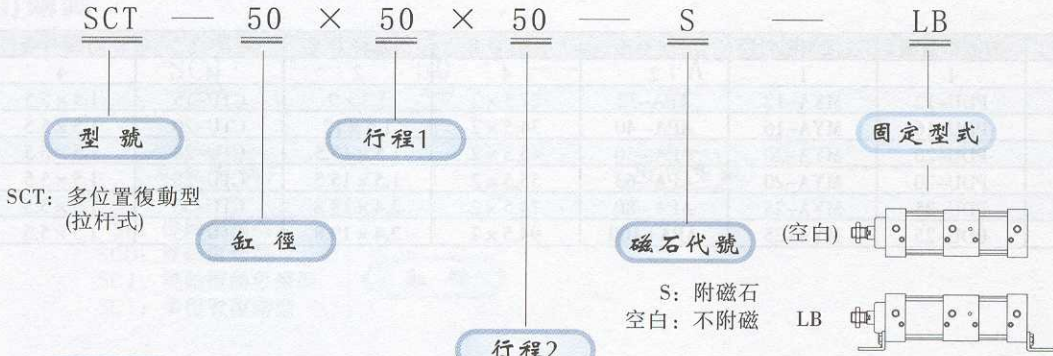 SCT — 50 × 50 × 50 — S — LB
型號
行程1
固定型式
SCT: 多位置復動型
(拉杆式)
缸徑
磁石代號
(空白)
S: 附磁石
空白: 不附磁
LB
行程2